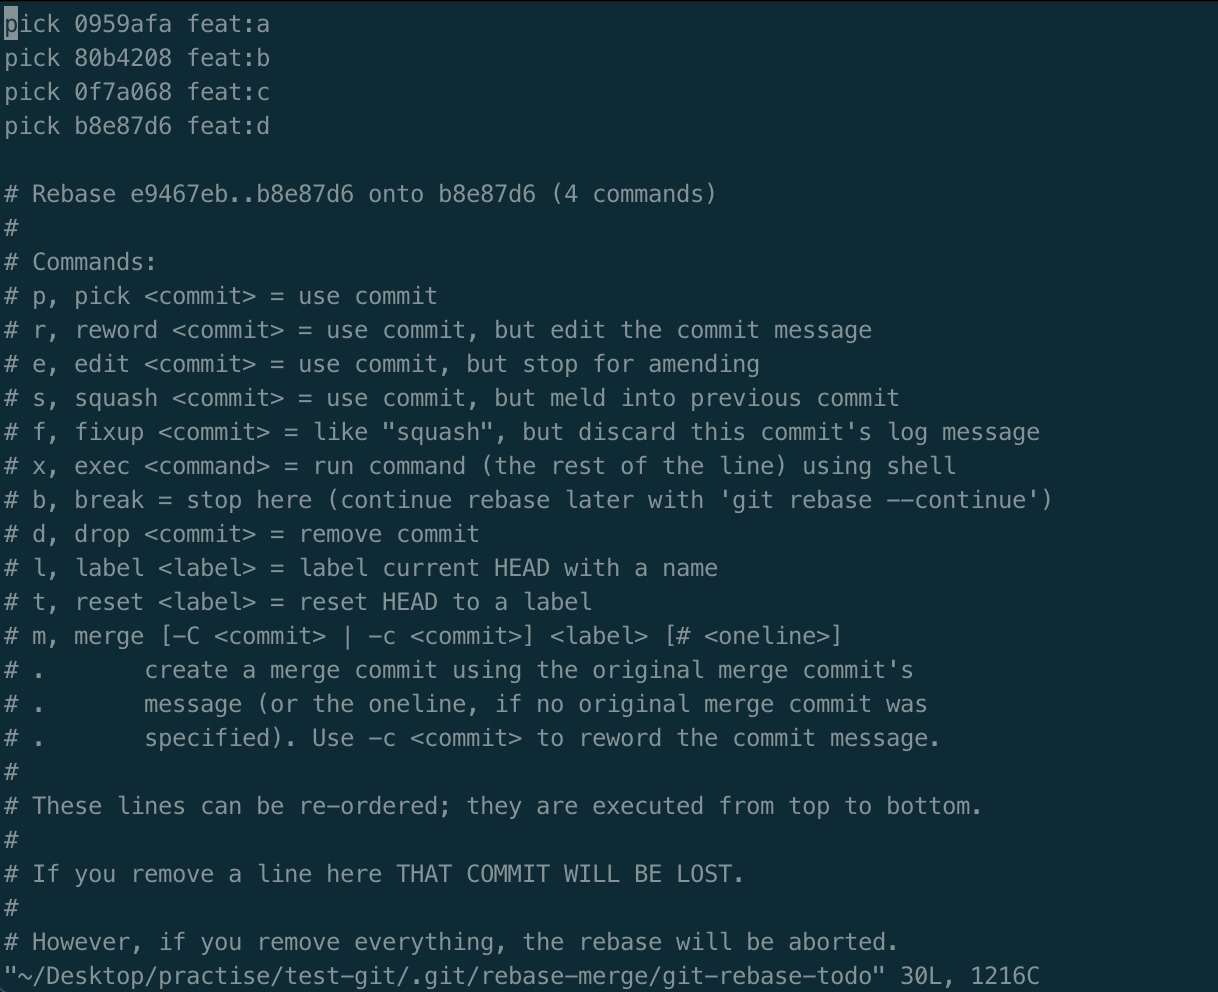 pick 0959afa feat:a
pick 80b4208 feat:b
pick 0f7a068 feat:c
pick b8e87d6 feat:d
# Rebase e9467eb..b8e87d6 onto b8e87d6 (4 commands)
#
# Commands:
# p, pick <commit> = use commit
# r, reword <commit> = use commit, but edit the commit message
# e, edit <commit> = use commit, but stop for amending
# s, squash <commit> = use commit, but meld into previous commit
# f, fixup <commit> = like "squash", but discard this commit's log message
# x, exec <command> = run command (the rest of the line) using shell
# b, break = stop here (continue rebase later with 'git rebase --continue')
# d, drop <commit> = remove commit
# l, label <label> = label current HEAD with a name
# t, reset <label> = reset HEAD to a label
# m, merge [-C <commit> | -c <commit>] <label> [# <oneline>]
# .       create a merge commit using the original merge commit's
# .       message (or the oneline, if no original merge commit was
# .       specified). Use -c <commit> to reword the commit message.
#
# These lines can be re-ordered; they are executed from top to bottom.
#
# If you remove a line here THAT COMMIT WILL BE LOST.
#
# However, if you remove everything, the rebase will be aborted.
"~/Desktop/practise/test-git/.git/rebase-merge/git-rebase-todo" 30L, 1216C